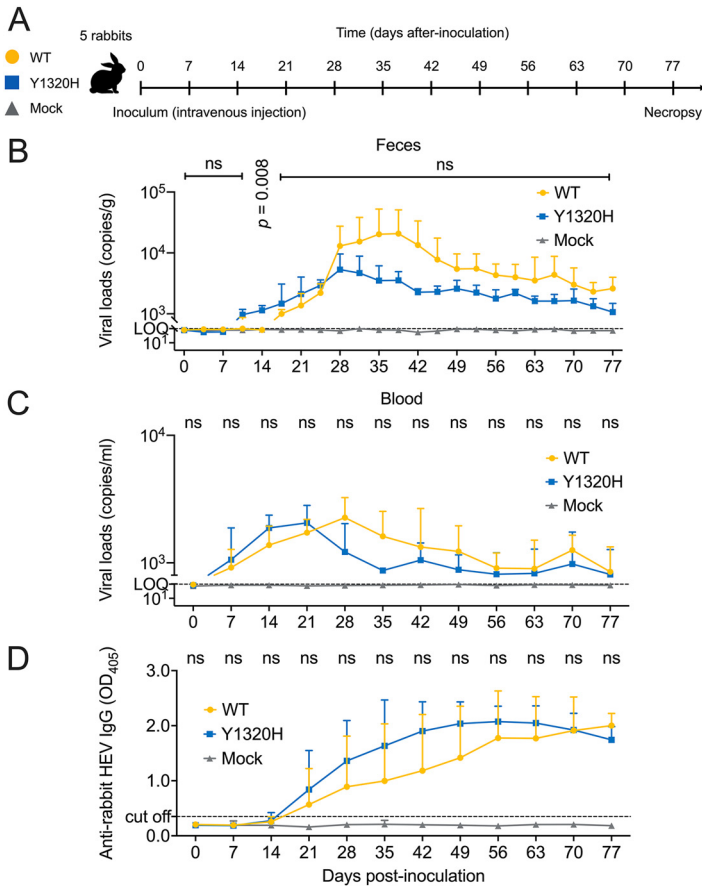 A
5 rabbits
Time (days after-inoculation)
WT
Y1320H
Mock
0 7 14 21 28 35 42 49 56 63 70 77
Inoculum (intravenous injection)
Necropsy
B
Feces
ns
p = 0.008
ns
Viral loads (copies/g)
10^5
10^4
10^3
LOQ
10^1
WT
Y1320H
Mock
0 7 14 21 28 35 42 49 56 63 70 77
C
Blood
ns ns ns ns ns ns ns ns ns ns ns ns
Viral loads (copies/ml)
10^4
10^3
LOQ
10^1
WT
Y1320H
Mock
0 7 14 21 28 35 42 49 56 63 70 77
D
ns ns ns ns ns ns ns ns ns ns ns ns
Anti-rabbit HEV IgG (OD405)
3.0
2.0
1.0
cut off
0.0
WT
Y1320H
Mock
0 7 14 21 28 35 42 49 56 63 70 77
Days post-inoculation